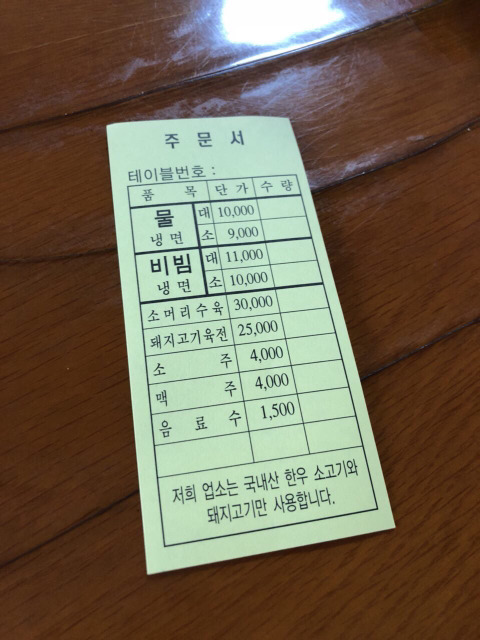 주 문 서
테이블번호 :
품 목 단 가 수 량
물 냉 면 대 10,000
소 9,000
비빔 냉 면 대 11,000
소 10,000
소 머 리 수 육 30,000
돼지고기육전 25,000
소 주 4,000
맥 주 4,000
음 료 수 1,500
저희 업소는 국내산 한우 소고기와
돼지고기만 사용합니다.